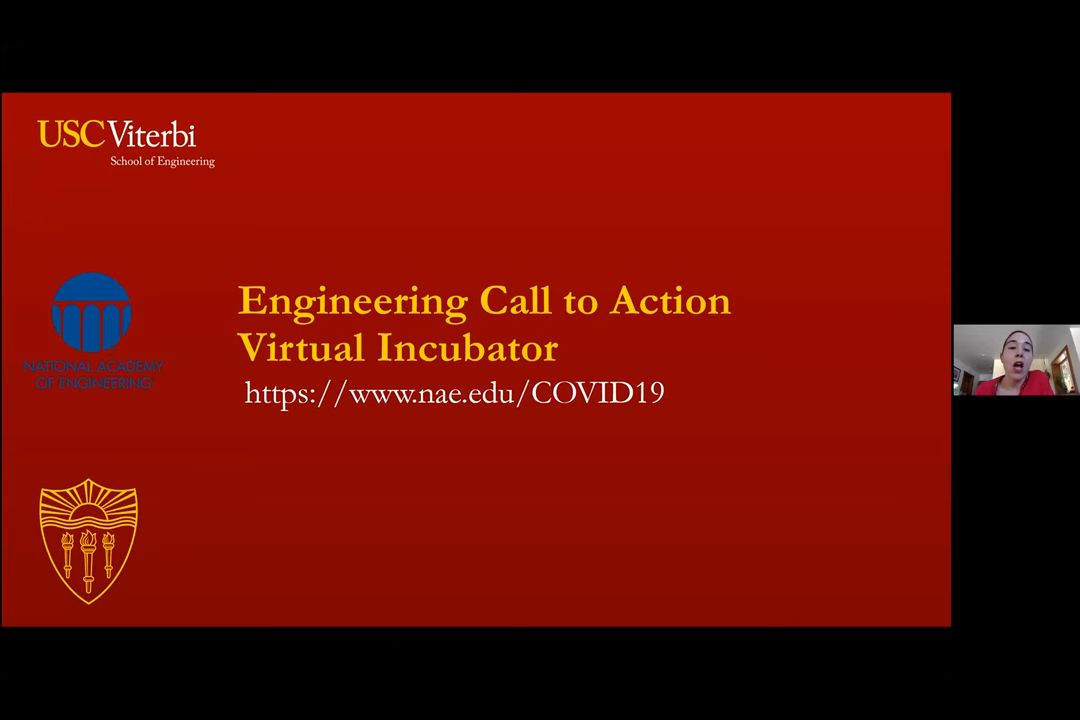 USC Viterbi
School of Engineering
NATIONAL ACADEMY
OF ENGINEERING
Engineering Call to Action
Virtual Incubator
https://www.nae.edu/COVID19